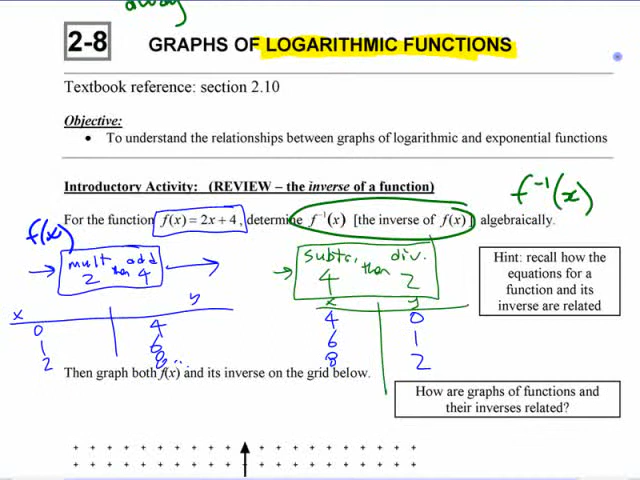 away
2-8 GRAPHS OF LOGARITHMIC FUNCTIONS
Textbook reference: section 2.10
Objective:
• To understand the relationships between graphs of logarithmic and exponential functions
Introductory Activity: (REVIEW – the inverse of a function)
f⁻¹(x)
For the function f(x) = 2x + 4, determine f⁻¹(x) [the inverse of f(x)] algebraically.
f(x)
mult 2 then add 4
subtr. 4 then div. 2
Hint: recall how the
equations for a
function and its
inverse are related
x y
0 4
1 6
2 8...
x y
4 0
6 1
8 2
Then graph both f(x) and its inverse on the grid below.
How are graphs of functions and
their inverses related?